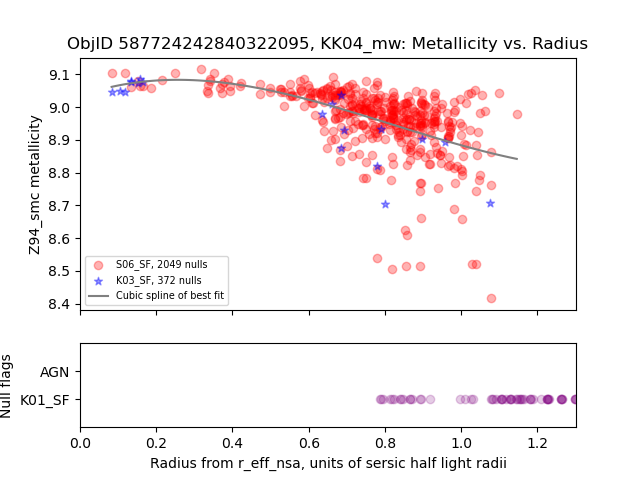 ObjID 587724242840322095, KK04_mw: Metallicity vs. Radius
Z94_smc metallicity
9.1
9.0
8.9
8.8
8.7
8.6
8.5
8.4
S06_SF, 2049 nulls
K03_SF, 372 nulls
Cubic spline of best fit
Null flags
AGN
K01_SF
0.0 0.2 0.4 0.6 0.8 1.0 1.2
Radius from r_eff_nsa, units of sersic half light radii